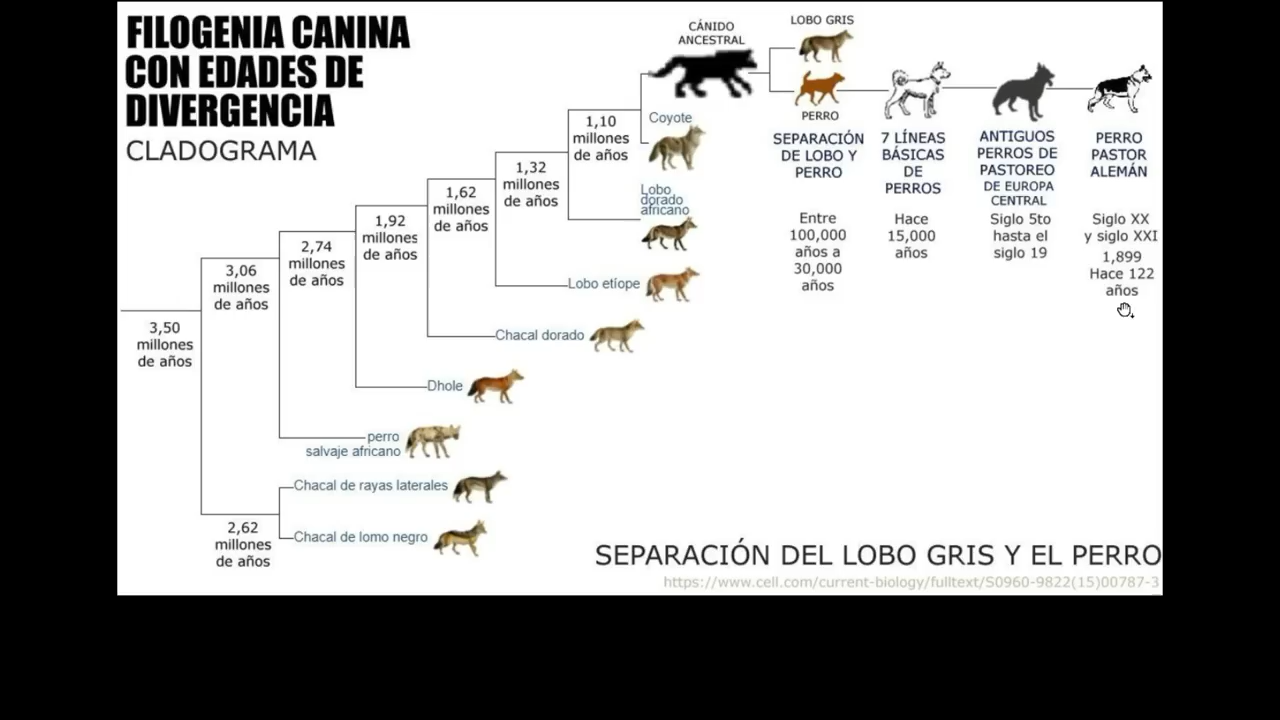 FILOGENIA CANINA
CON EDADES DE
DIVERGENCIA
CLADOGRAMA
CÁNIDO
ANCESTRAL
LOBO GRIS
PERRO
SEPARACIÓN
DE LOBO Y
PERRO
Entre
100,000
años a
30,000
años
7 LÍNEAS
BÁSICAS
DE
PERROS
Hace
15,000
años
ANTIGUOS
PERROS DE
PASTOREO
DE EUROPA
CENTRAL
Siglo 5to
hasta el
siglo 19
PERRO
PASTOR
ALEMÁN
Siglo XX
y siglo XXI
1,899
Hace 122
años
Coyote
1,10
millones
de años
Lobo
dorado
africano
1,32
millones
de años
Lobo etíope
1,62
millones
de años
Chacal dorado
1,92
millones
de años
Dhole
2,74
millones
de años
perro
salvaje africano
3,06
millones
de años
3,50
millones
de años
Chacal de rayas laterales
Chacal de lomo negro
2,62
millones
de años
SEPARACIÓN DEL LOBO GRIS Y EL PERRO
https://www.cell.com/current-biology/fulltext/S0960-9822(15)00787-3